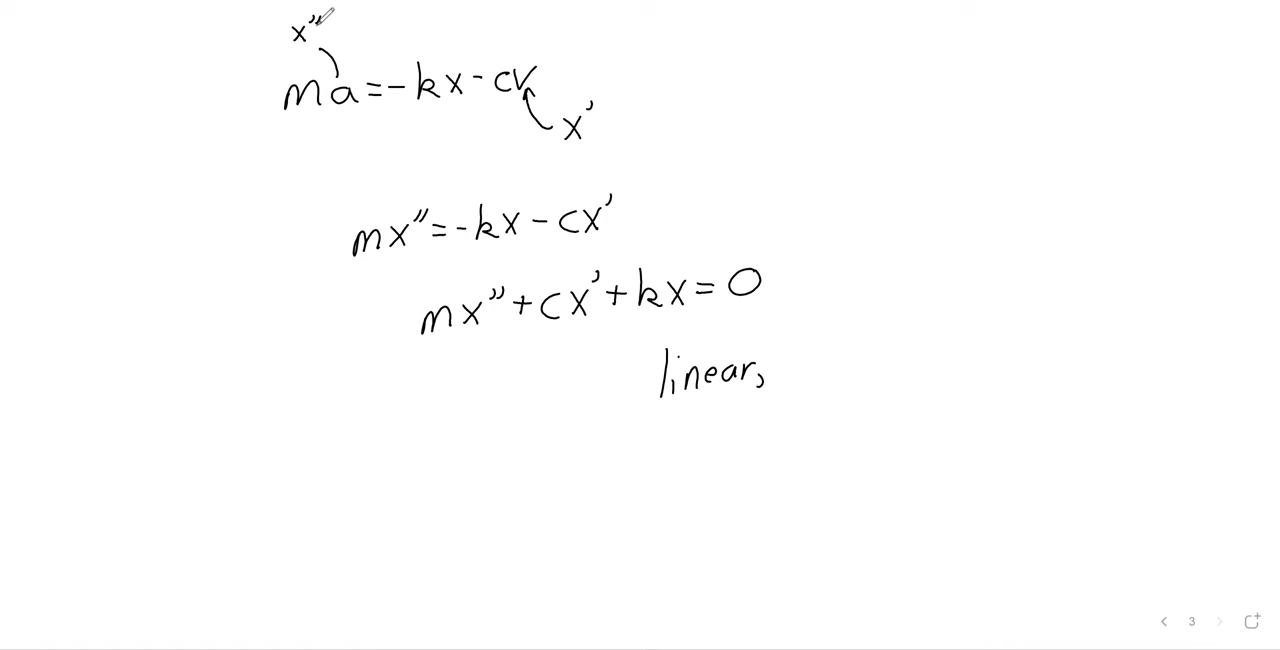 x″
ma = -kx - cv
x′
mx″ = -kx - cx′
mx″ + cx′ + kx = 0
linear,
3